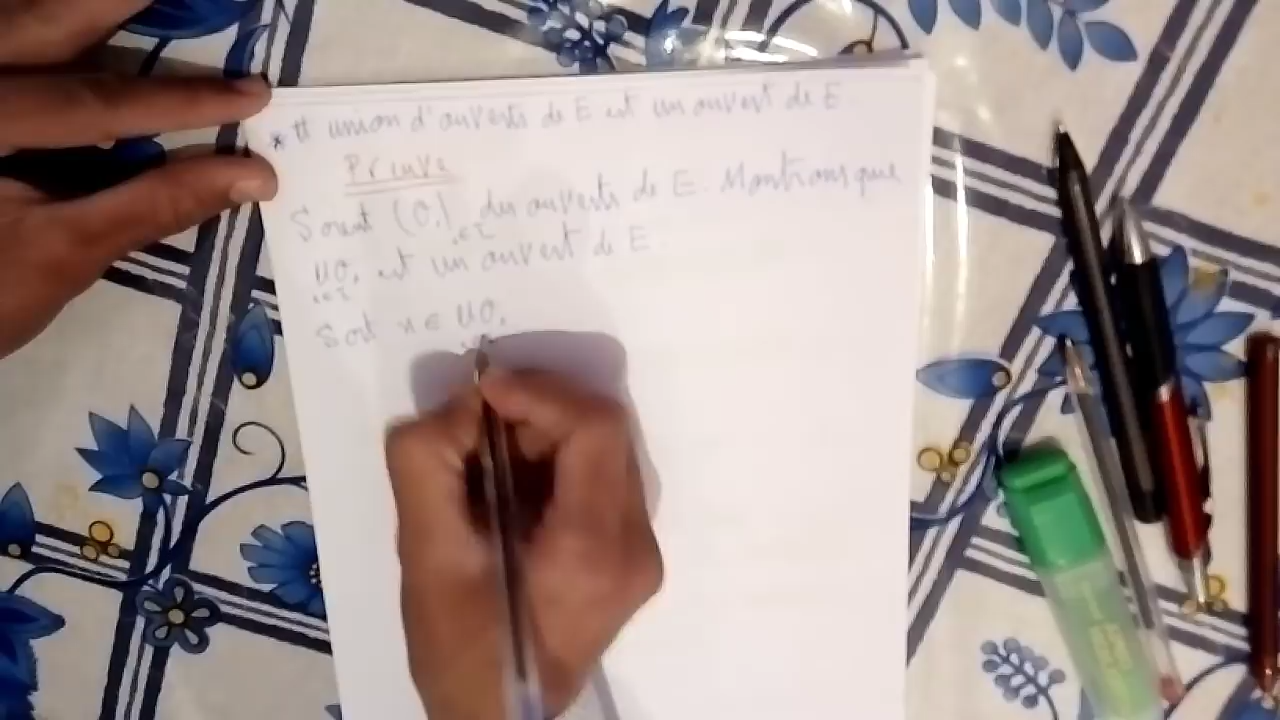 * tt union d'ouverts de E est un ouvert de E.
Preuve
Soient (Oi)i∈I des ouverts de E. Montrons que
∪Oi i∈I est un ouvert de E.
Soit x ∈ ∪Oi